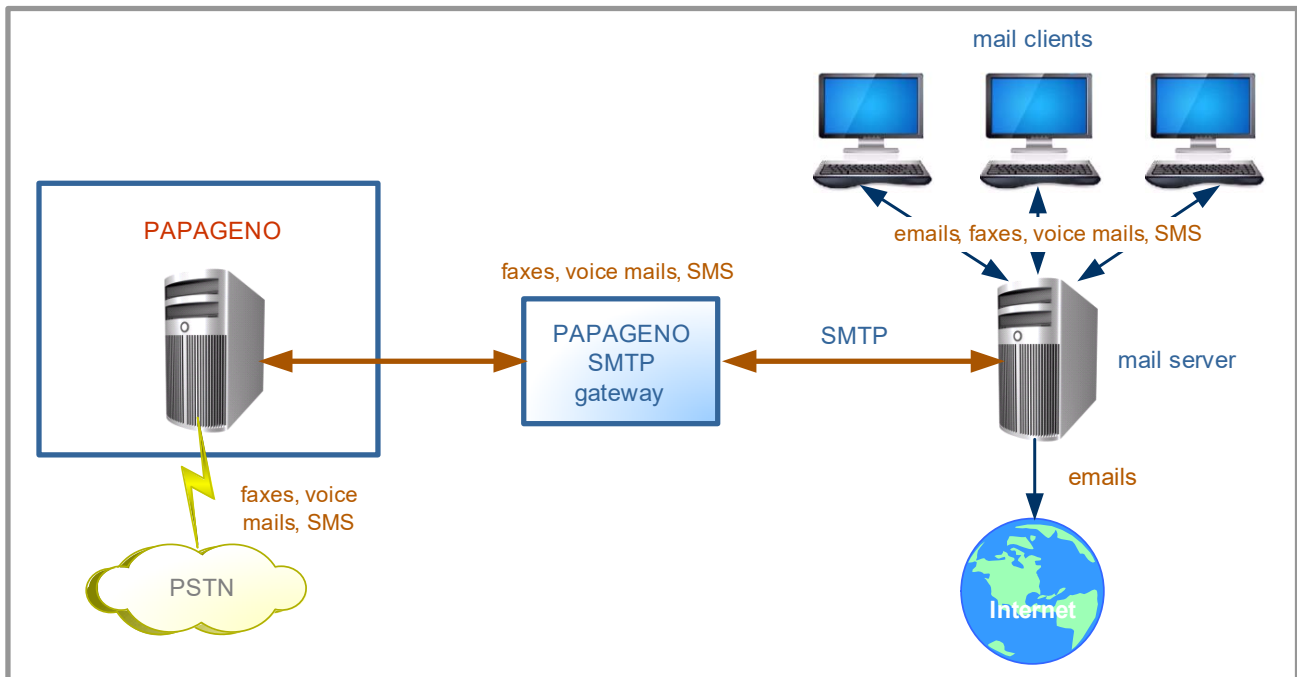 mail clients
PAPAGENO
emails, faxes, voice mails, SMS
faxes, voice mails, SMS
PAPAGENO
SMTP
gateway
SMTP
mail server
faxes, voice
mails, SMS
emails
PSTN
Internet